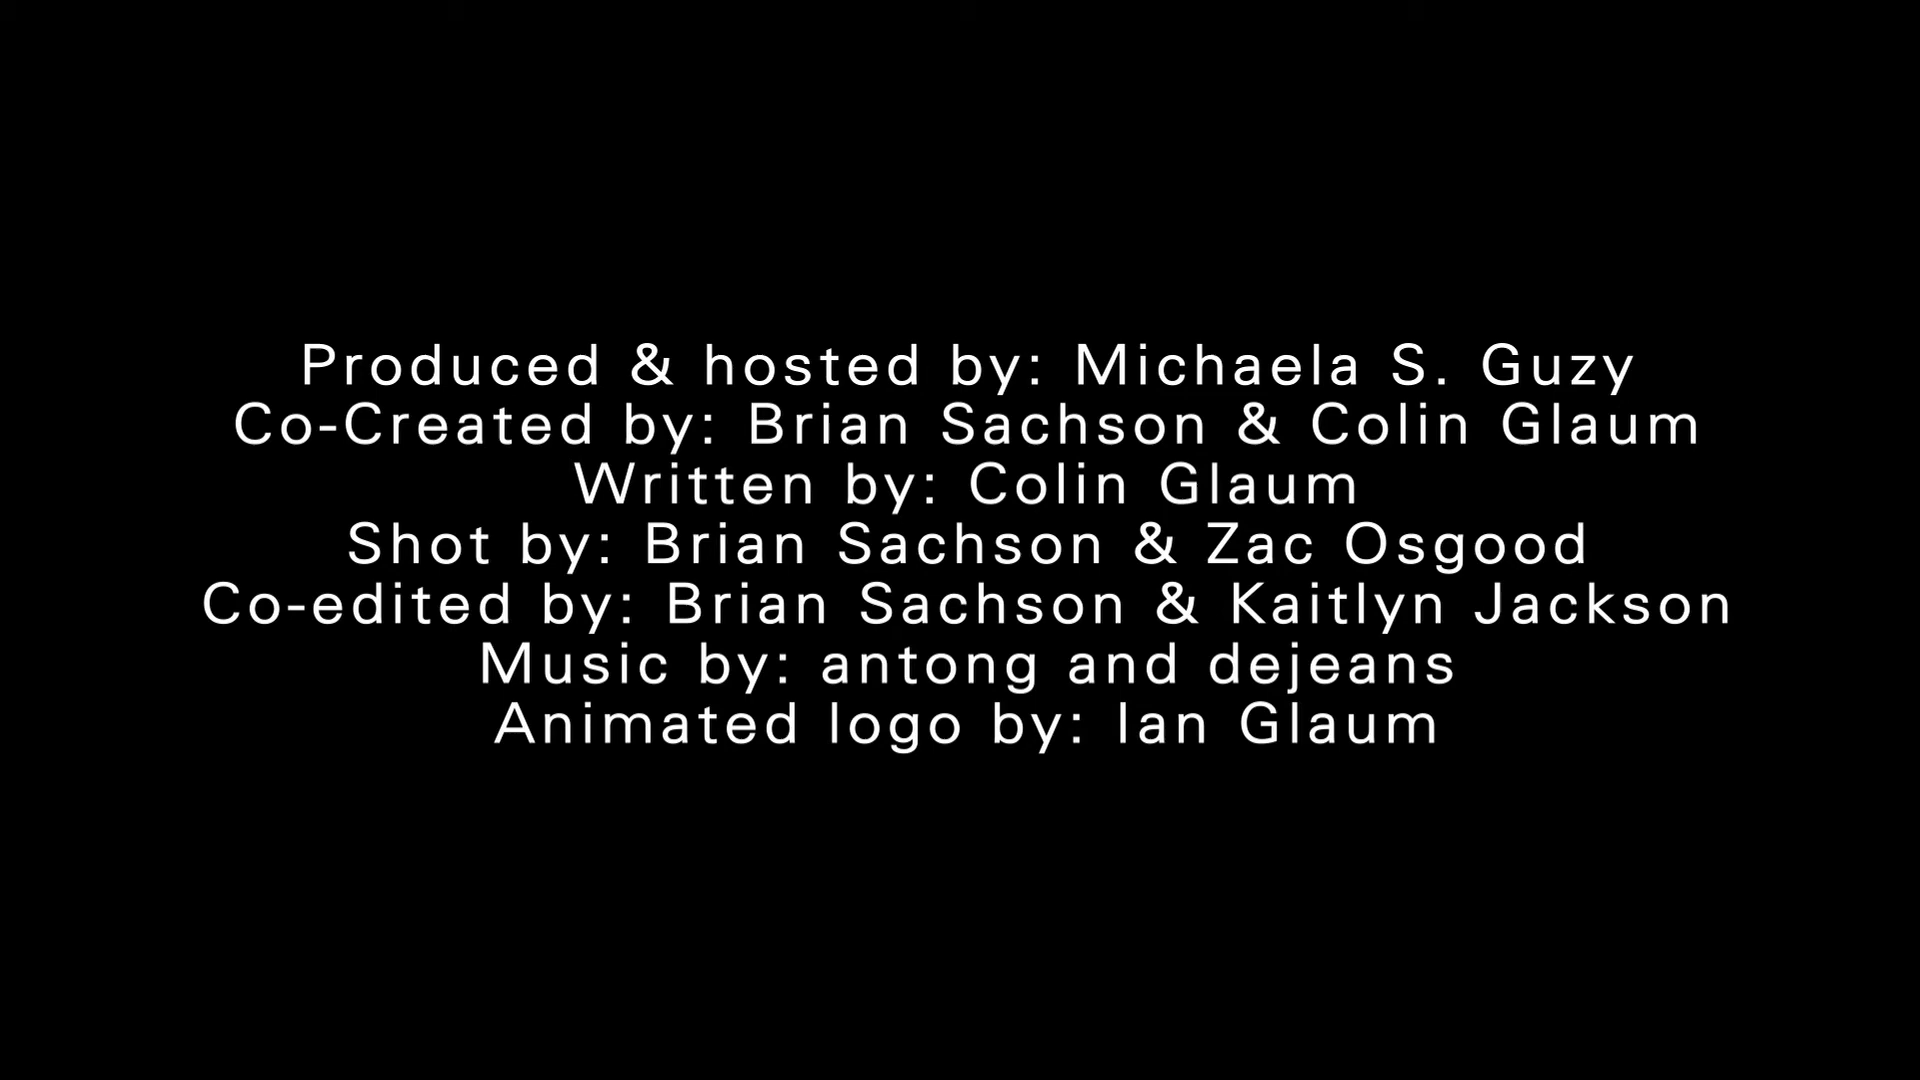 Produced & hosted by: Michaela S. Guzy
Co-Created by: Brian Sachson & Colin Glaum
Written by: Colin Glaum
Shot by: Brian Sachson & Zac Osgood
Co-edited by: Brian Sachson & Kaitlyn Jackson
Music by: antong and dejeans
Animated logo by: Ian Glaum